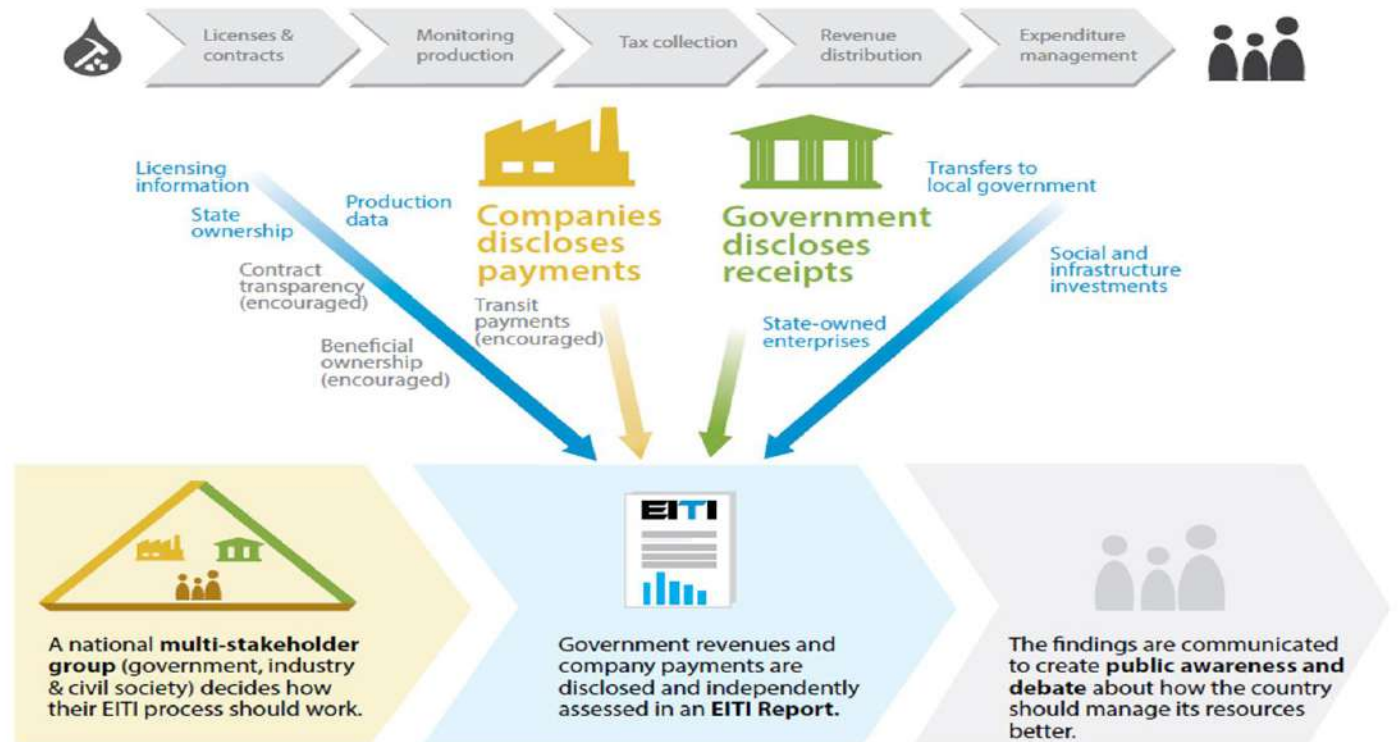 Licenses &
contracts
Monitoring
production
Tax collection
Revenue
distribution
Expenditure
management
Licensing
information
State
ownership
Production
data
Contract
transparency
(encouraged)
Beneficial
ownership
(encouraged)
Companies
discloses
payments
Transit
payments
(encouraged)
Government
discloses
receipts
State-owned
enterprises
Transfers to
local government
Social and
infrastructure
investments
A national multi-stakeholder
group (government, industry
& civil society) decides how
their EITI process should work.
EITI
Government revenues and
company payments are
disclosed and independently
assessed in an EITI Report.
The findings are communicated
to create public awareness and
debate about how the country
should manage its resources
better.